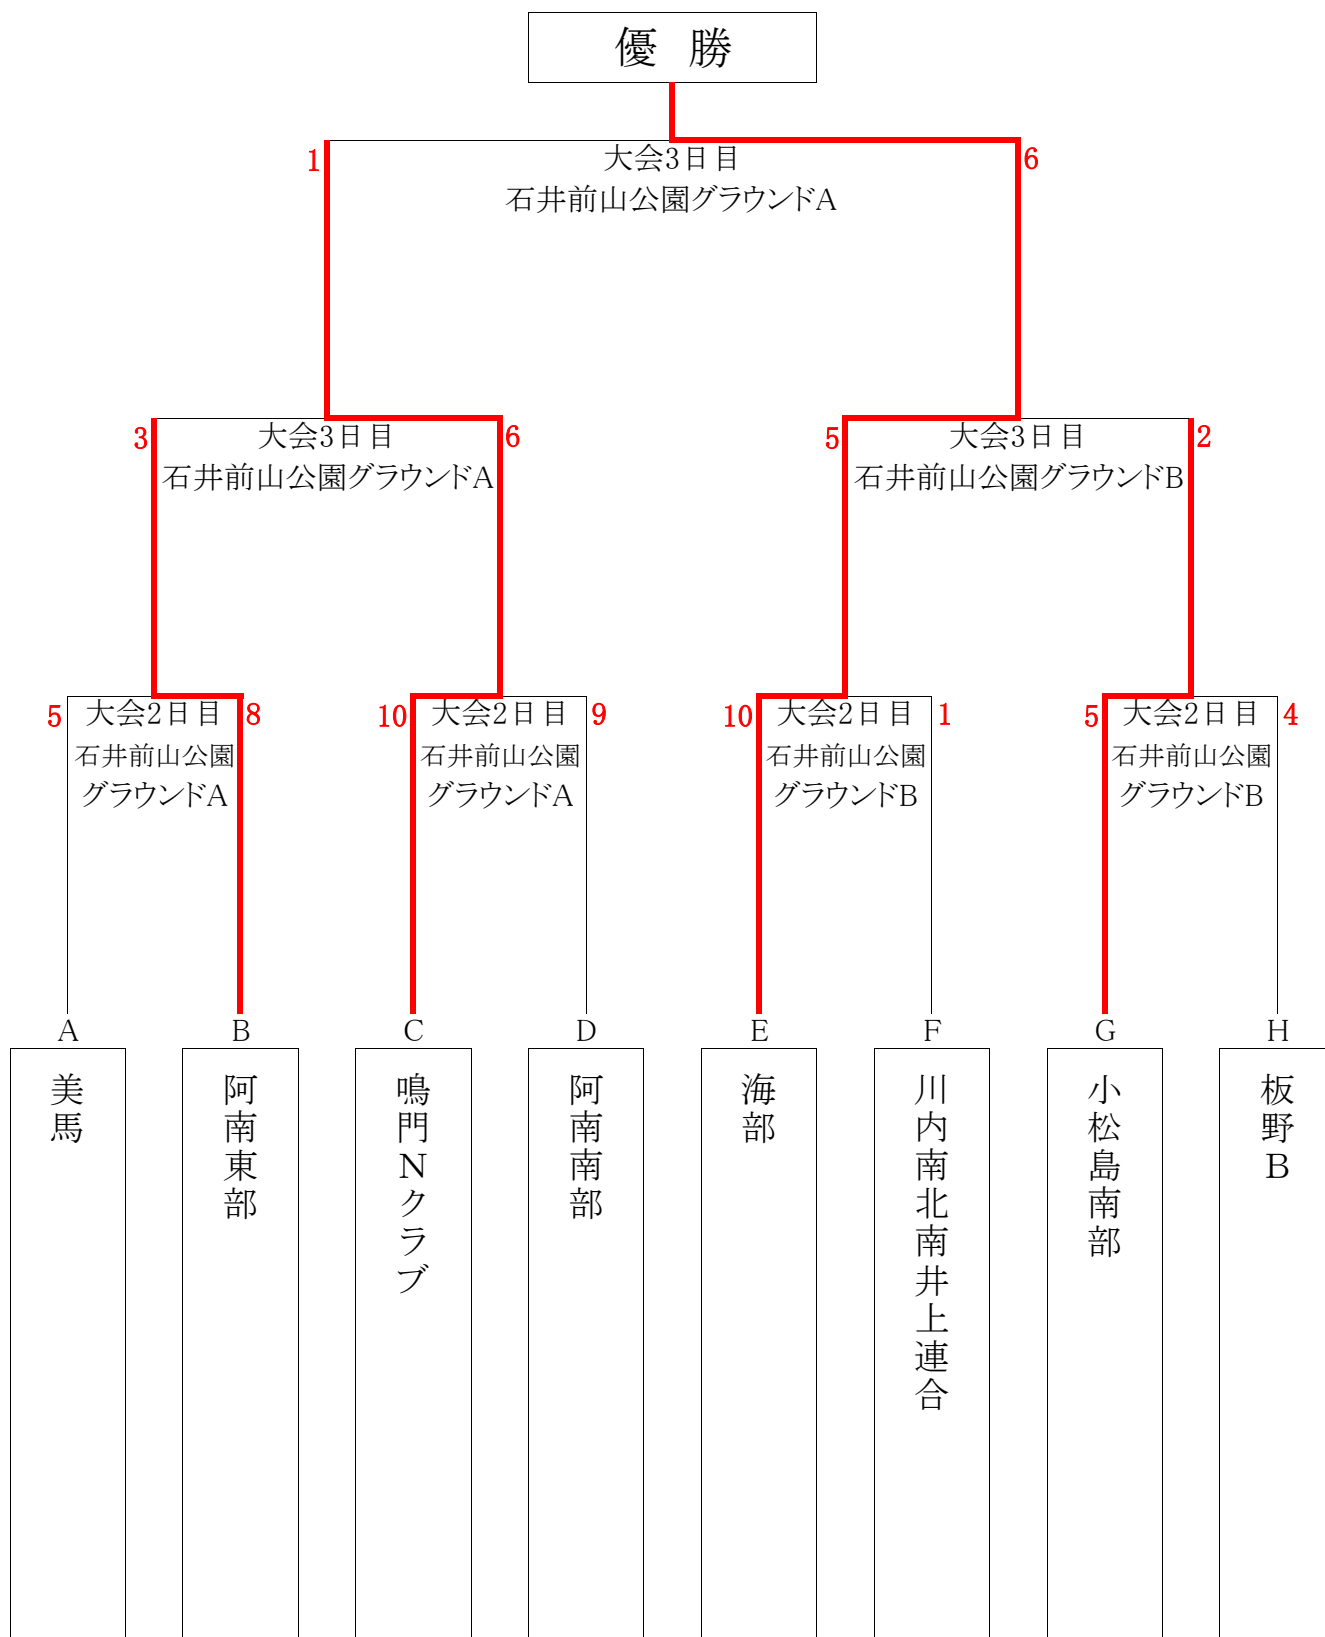 優 勝
1
6
大会3日目
石井前山公園グラウンドA
3
6
大会3日目
石井前山公園グラウンドA
5
2
大会3日目
石井前山公園グラウンドB
5
8
大会2日目
石井前山公園
グラウンドA
10
9
大会2日目
石井前山公園
グラウンドA
10
1
大会2日目
石井前山公園
グラウンドB
5
4
大会2日目
石井前山公園
グラウンドB
A
B
C
D
E
F
G
H
美馬
阿南東部
鳴門Nクラブ
阿南南部
海部
川内南北南井上連合
小松島南部
板野B